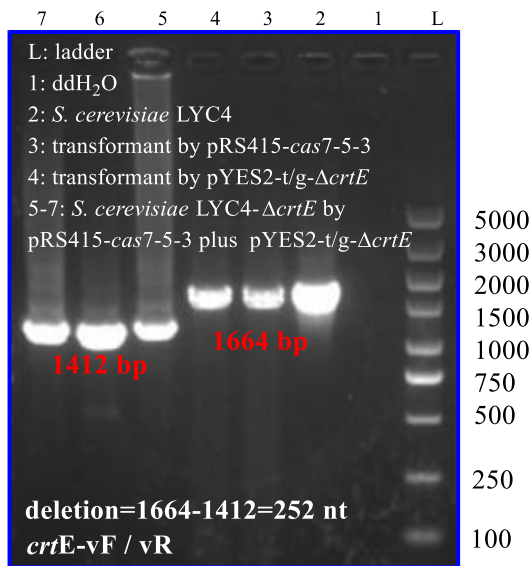 7 6 5 4 3 2 1 L
L: ladder
1: ddH₂O
2: S. cerevisiae LYC4
3: transformant by pRS415-cas7-5-3
4: transformant by pYES2-t/g-ΔcrtE
5-7: S. cerevisiae LYC4-ΔcrtE by
pRS415-cas7-5-3 plus pYES2-t/g-ΔcrtE
5000
3000
2000
1500
1000
750
500
250
100
1664 bp
1412 bp
deletion=1664-1412=252 nt
crtE-vF / vR